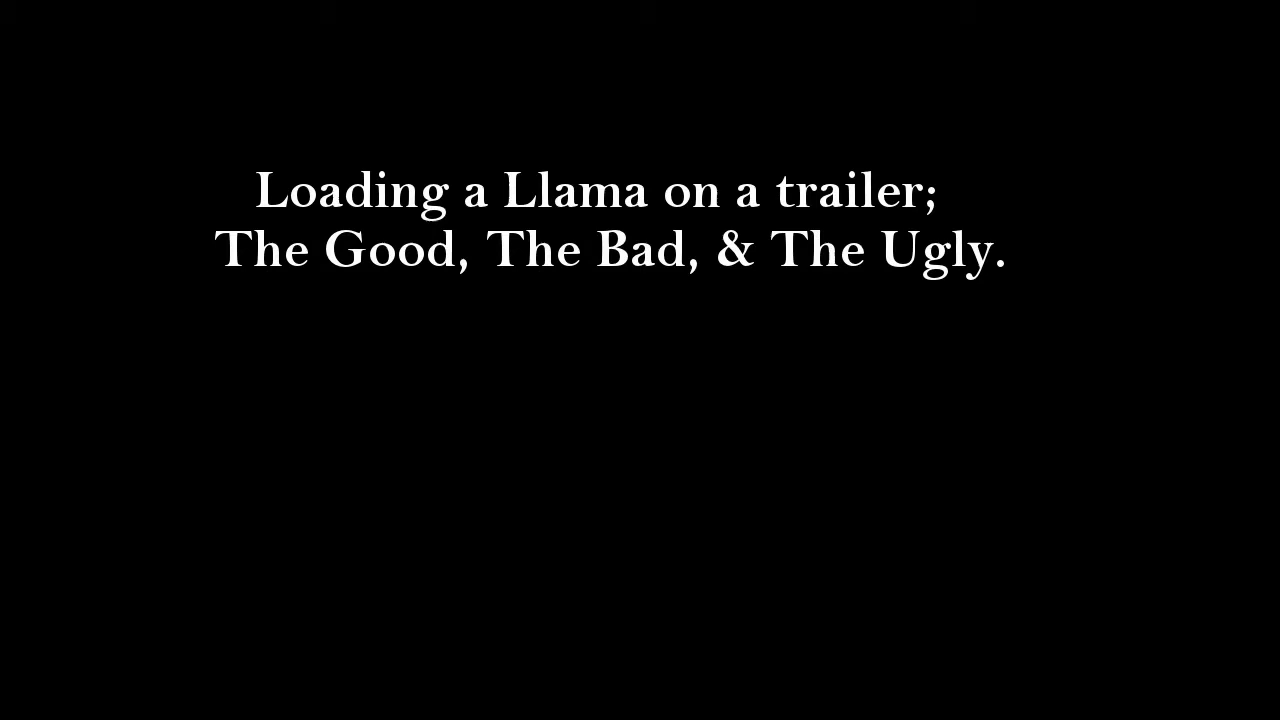 Loading a Llama on a trailer;
The Good, The Bad, & The Ugly.